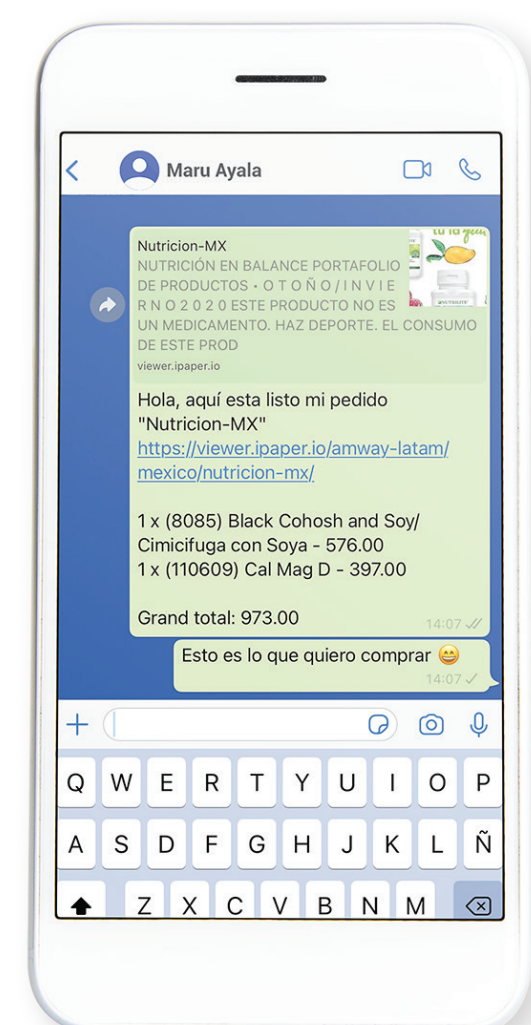 Maru Ayala
Nutricion-MX
NUTRICIÓN EN BALANCE PORTAFOLIO
DE PRODUCTOS • O T O Ñ O / I N V I E
R N O 2 0 2 0 ESTE PRODUCTO NO ES
UN MEDICAMENTO. HAZ DEPORTE. EL CONSUMO
DE ESTE PROD
viewer.ipaper.io
NUTRILITE
Hola, aquí esta listo mi pedido
"Nutricion-MX"
https://viewer.ipaper.io/amway-latam/
mexico/nutricion-mx/
1 x (8085) Black Cohosh and Soy/
Cimicifuga con Soya - 576.00
1 x (110609) Cal Mag D - 397.00
Grand total: 973.00
14:07
Esto es lo que quiero comprar 😄
14:07
Q W E R T Y U I O P
A S D F G H J K L Ñ
Z X C V B N M